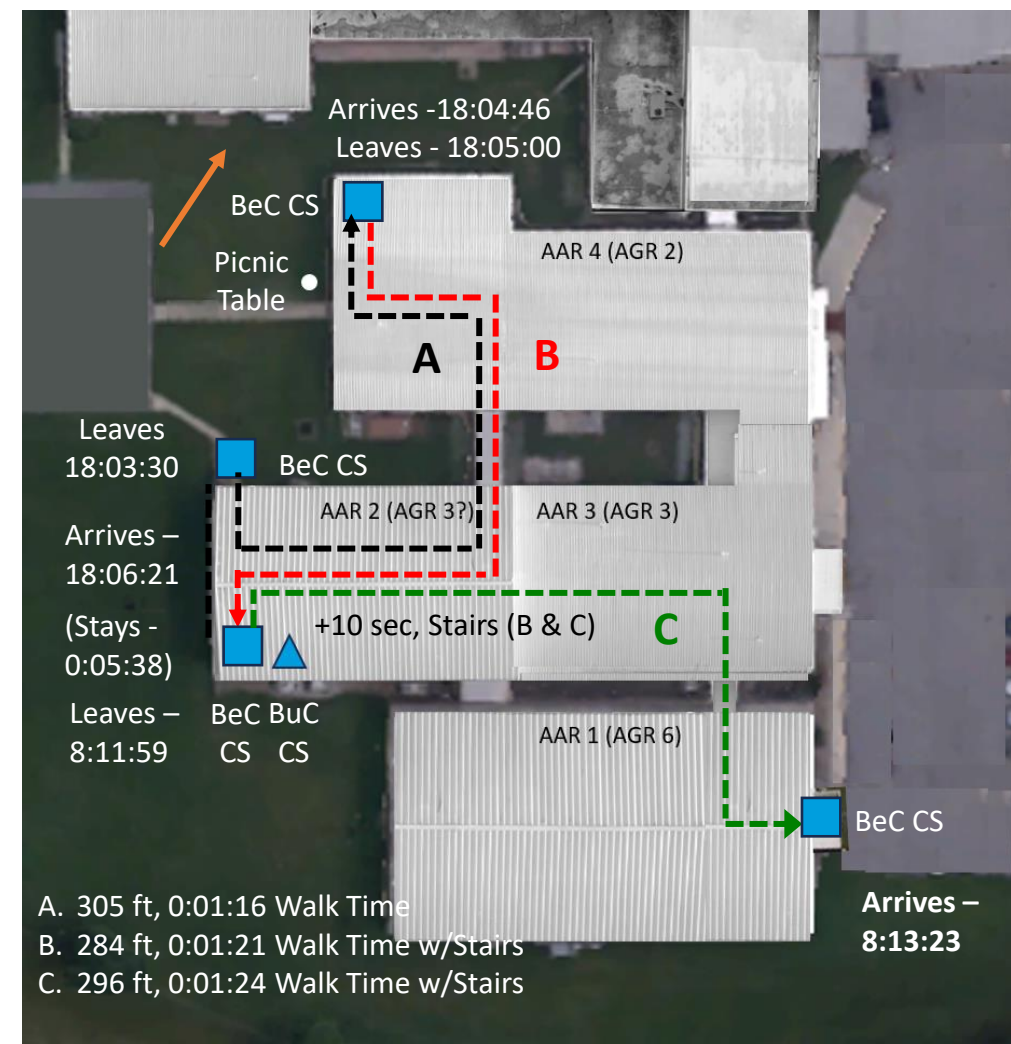 Arrives -18:04:46
Leaves - 18:05:00
BeC CS
AAR 4 (AGR 2)
Picnic
Table
A
B
Leaves
18:03:30
BeC CS
AAR 2 (AGR 3?)
AAR 3 (AGR 3)
Arrives –
18:06:21
(Stays -
0:05:38)
+10 sec, Stairs (B & C)
C
Leaves –
8:11:59
BeC
CS
BuC
CS
AAR 1 (AGR 6)
BeC CS
Arrives –
8:13:23
A. 305 ft, 0:01:16 Walk Time
B. 284 ft, 0:01:21 Walk Time w/Stairs
C. 296 ft, 0:01:24 Walk Time w/Stairs